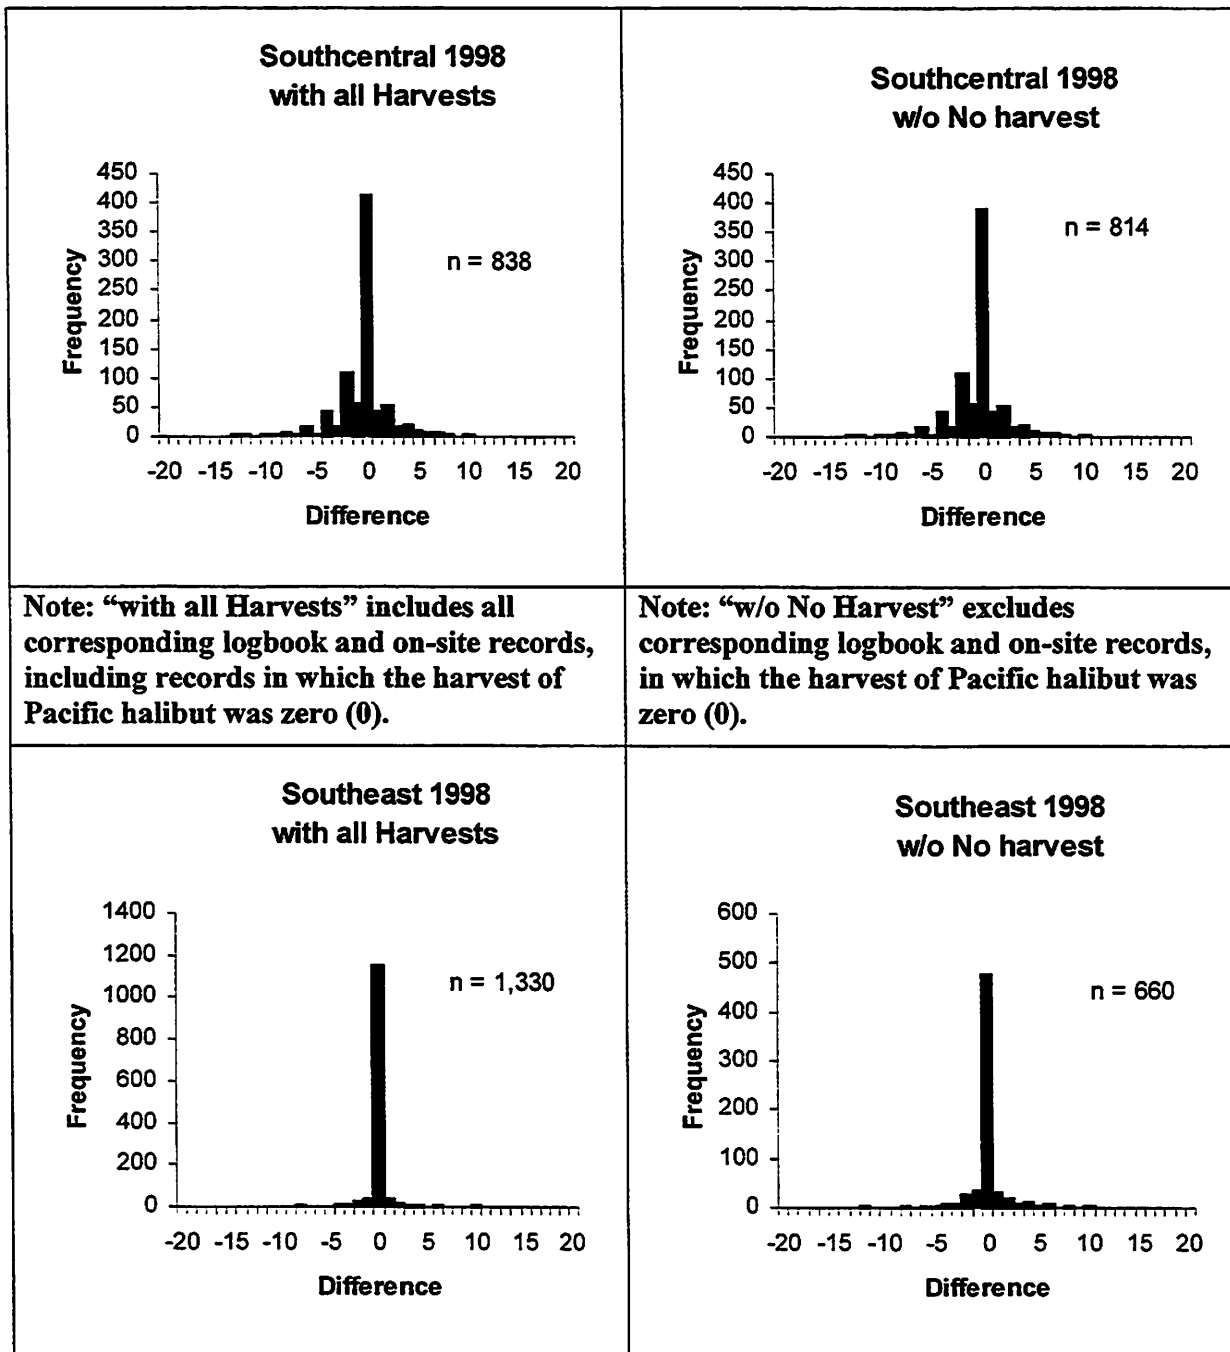 Southcentral 1998
with all Harvests
450
400
350
300
250
200
150
100
50
0
Frequency
n = 838
-20 -15 -10 -5 0 5 10 15 20
Difference
Southcentral 1998
w/o No harvest
450
400
350
300
250
200
150
100
50
0
Frequency
n = 814
-20 -15 -10 -5 0 5 10 15 20
Difference
Note: “with all Harvests” includes all
corresponding logbook and on-site records,
including records in which the harvest of
Pacific halibut was zero (0).
Note: “w/o No Harvest” excludes
corresponding logbook and on-site records,
in which the harvest of Pacific halibut was
zero (0).
Southeast 1998
with all Harvests
1400
1200
1000
800
600
400
200
0
Frequency
n = 1,330
-20 -15 -10 -5 0 5 10 15 20
Difference
Southeast 1998
w/o No harvest
600
500
400
300
200
100
0
Frequency
n = 660
-20 -15 -10 -5 0 5 10 15 20
Difference